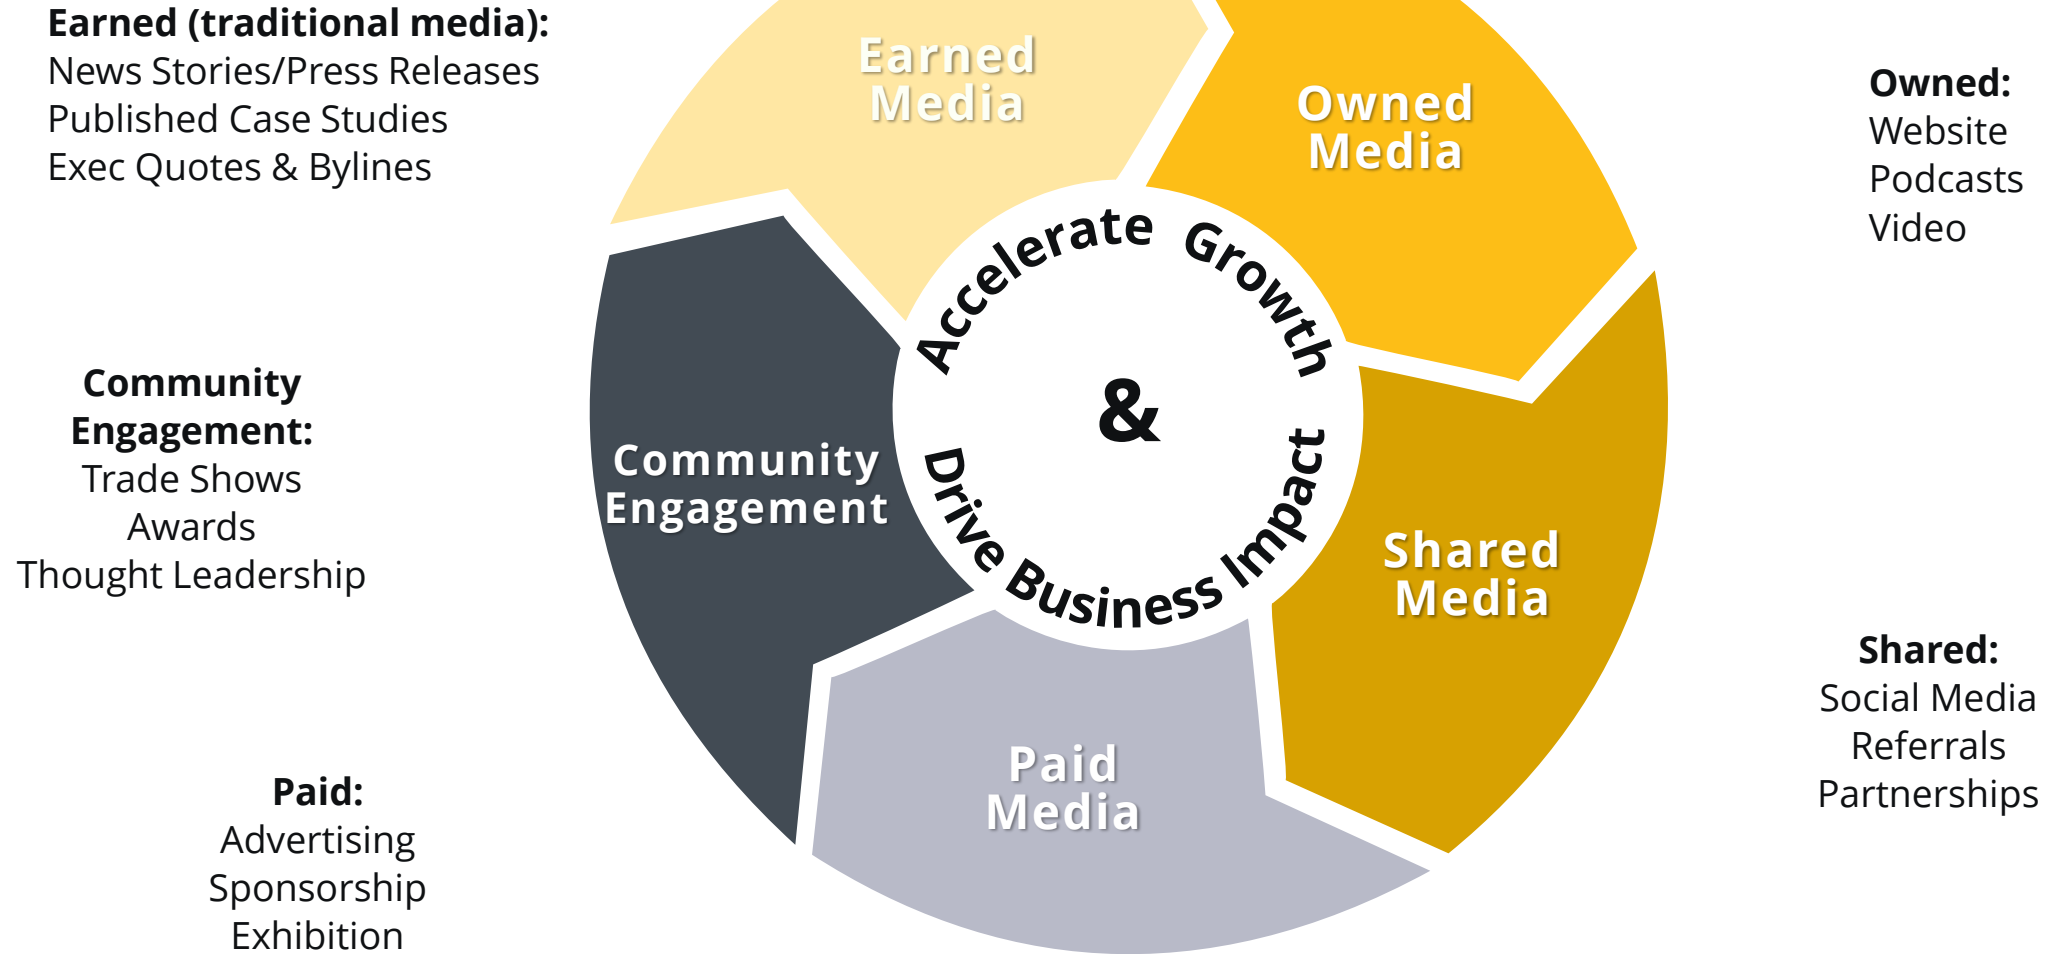 Earned (traditional media):
News Stories/Press Releases
Published Case Studies
Exec Quotes & Bylines
Community
Engagement:
Trade Shows
Awards
Thought Leadership
Paid:
Advertising
Sponsorship
Exhibition
Earned
Media
Owned
Media
Community
Engagement
Shared
Media
Paid
Media
Accelerate Growth
&
Drive Business Impact
Owned:
Website
Podcasts
Video
Shared:
Social Media
Referrals
Partnerships